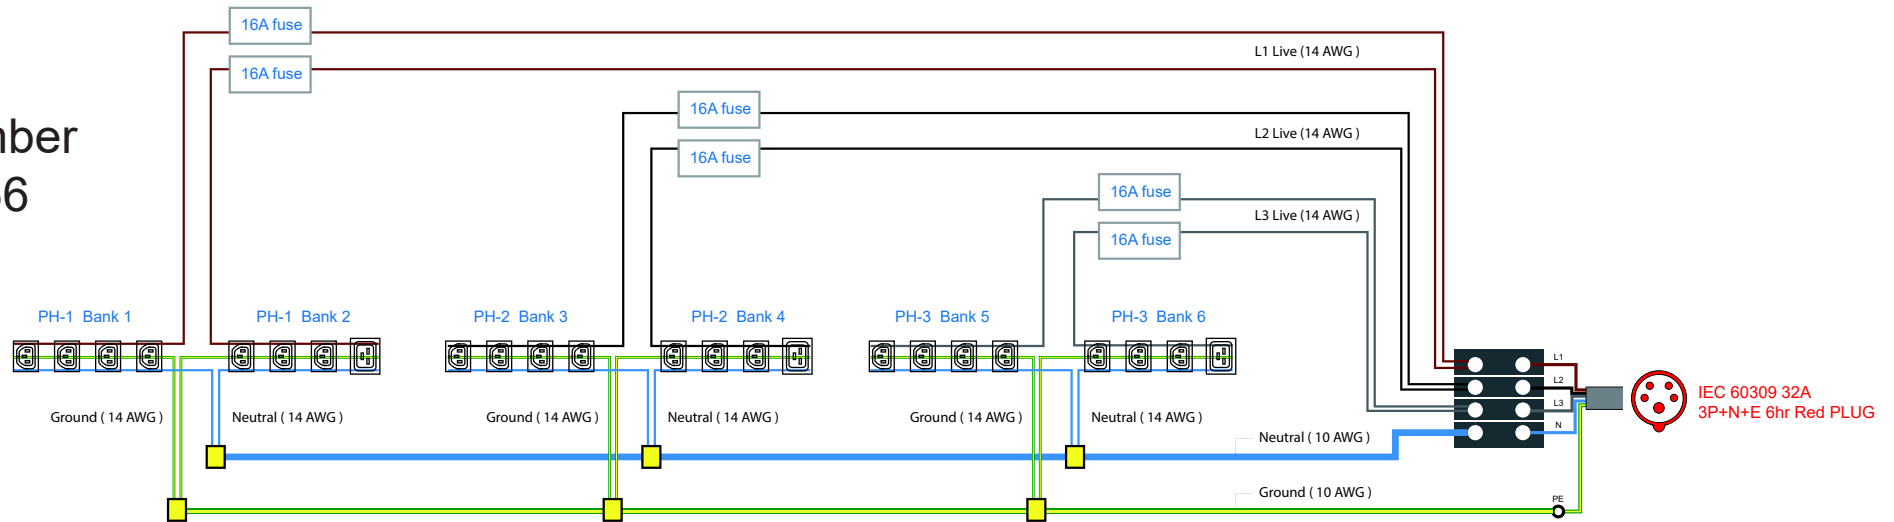 16A fuse
L1 Live (14 AWG )
16A fuse
16A fuse
L2 Live (14 AWG )
16A fuse
16A fuse
L3 Live (14 AWG )
16A fuse
PH-1 Bank 1
PH-1 Bank 2
PH-2 Bank 3
PH-2 Bank 4
PH-3 Bank 5
PH-3 Bank 6
Ground ( 14 AWG )
Neutral ( 14 AWG )
Ground ( 14 AWG )
Neutral ( 14 AWG )
Ground ( 14 AWG )
Neutral ( 14 AWG )
L1
L2
L3
N
IEC 60309 32A
3P+N+E 6hr Red PLUG
Neutral ( 10 AWG )
Ground ( 10 AWG )
PE